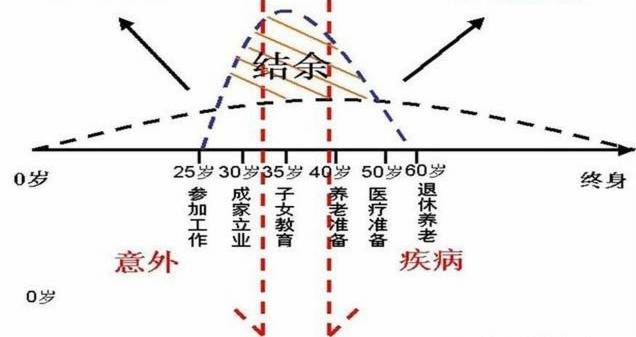 结余
0岁
25岁
30岁
35岁
40岁
50岁
60岁
终身
参加工作
成家立业
子女教育
养老准备
医疗准备
退休养老
意外
疾病
0岁